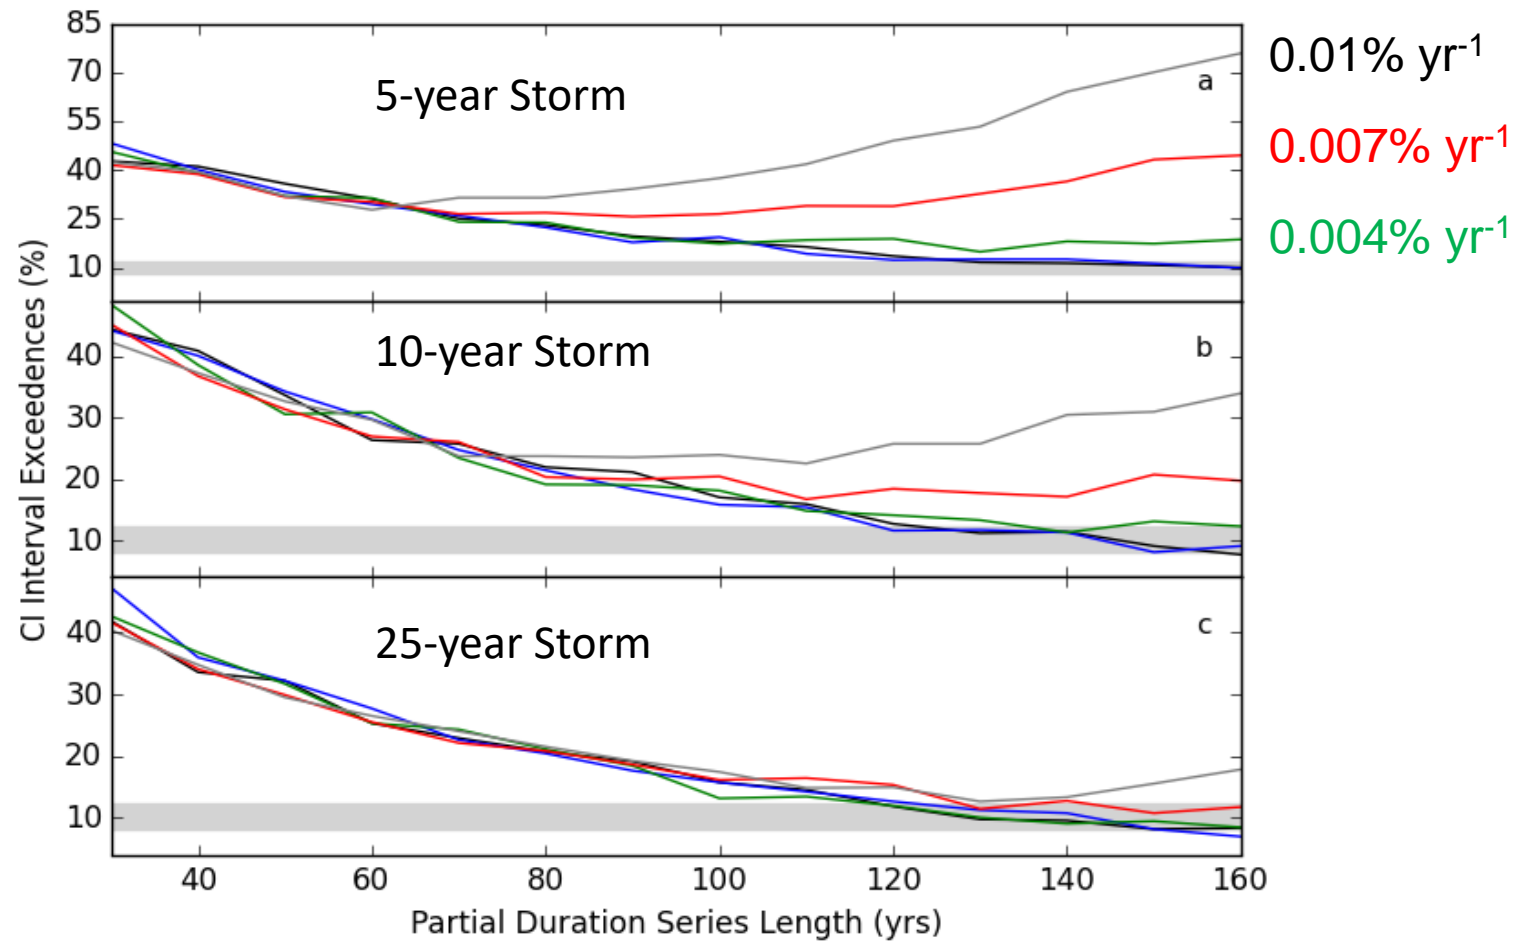 85
70
55
40
25
10
5-year Storm
a
0.01% yr-1
0.007% yr-1
0.004% yr-1
40
30
20
10
10-year Storm
b
40
30
20
10
25-year Storm
c
CI Interval Exceedences (%)
40 60 80 100 120 140 160
Partial Duration Series Length (yrs)